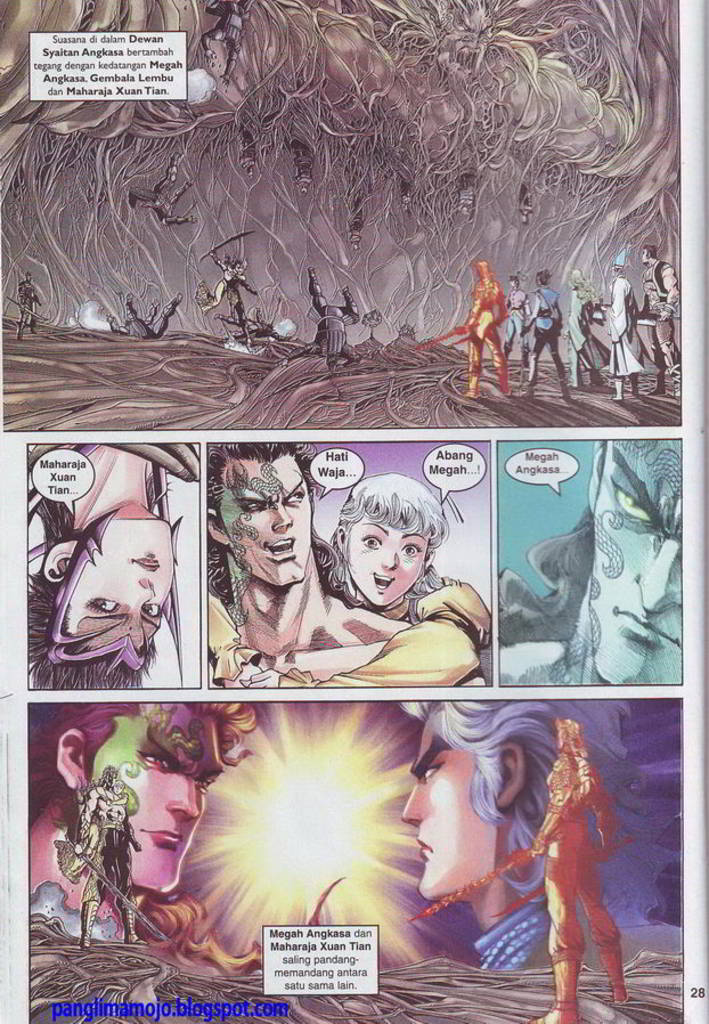 Suasana di dalam Dewan
Syaitan Angkasa bertambah
tegang dengan kedatangan Megah
Angkasa, Gembala Lembu
dan Maharaja Xuan Tian.
Maharaja
Xuan
Tian...
Hati
Waja...
Abang
Megah...!
Megah
Angkasa...
Megah Angkasa dan
Maharaja Xuan Tian
saling pandang-
memandang antara
satu sama lain.
28
panglimamojo.blogspot.com